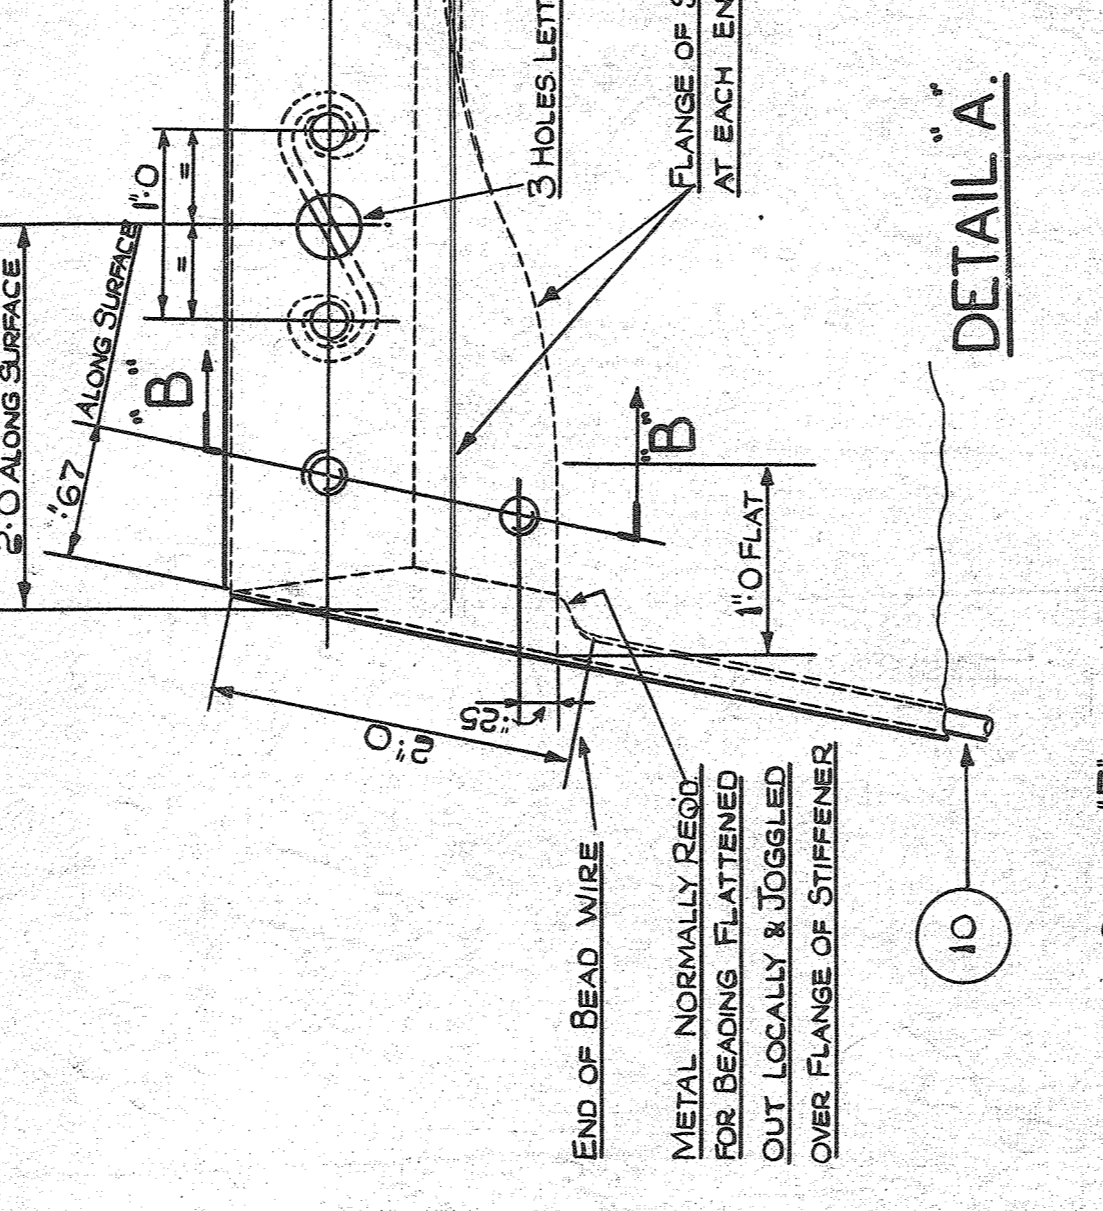 2".0 ALONG SURFACE
".67
ALONG SURFACE
1".0
= =
"B"
"B"
3 HOLES
FLANGE OF
AT EACH
DETAIL "A".
2".0
".25
1".0 FLAT
END OF BEAD WIRE
METAL NORMALLY REQD.
FOR BEADING FLATTENED
OUT LOCALLY & JOGGLED
OVER FLANGE OF STIFFENER
10